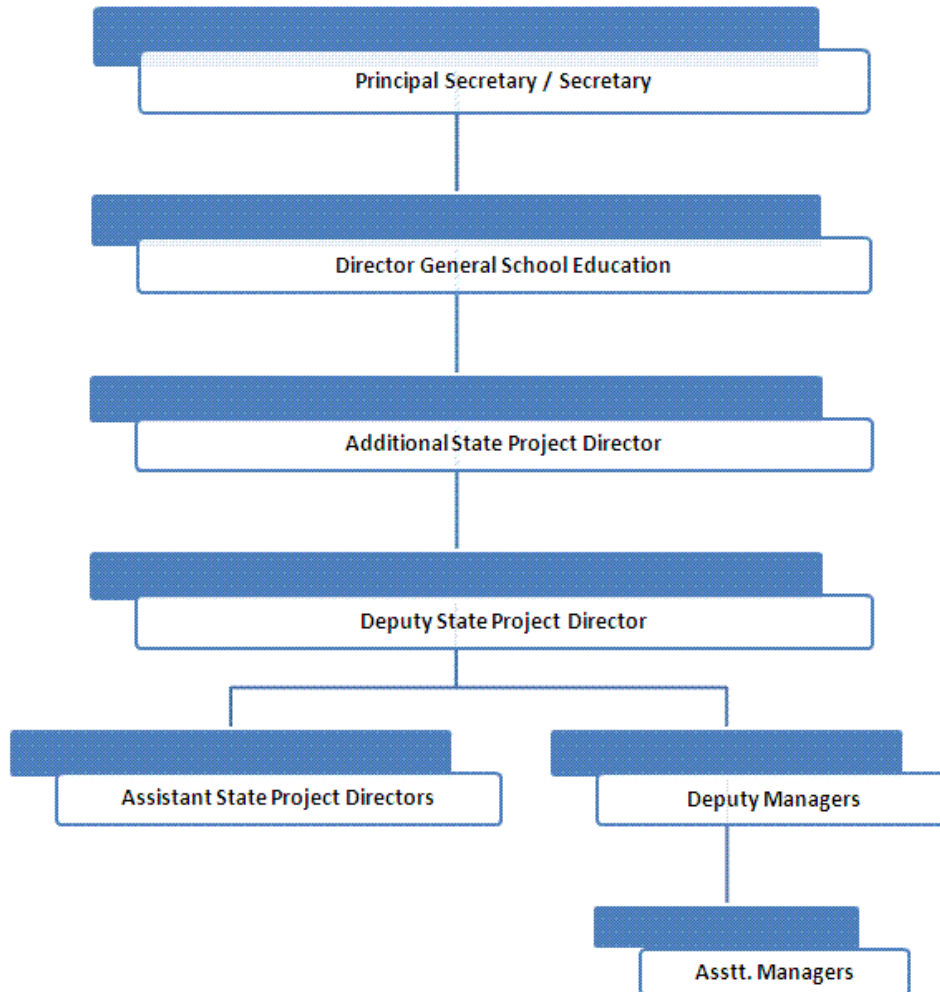 Principal Secretary / Secretary
Director General School Education
Additional State Project Director
Deputy State Project Director
Assistant State Project Directors
Deputy Managers
Asstt. Managers